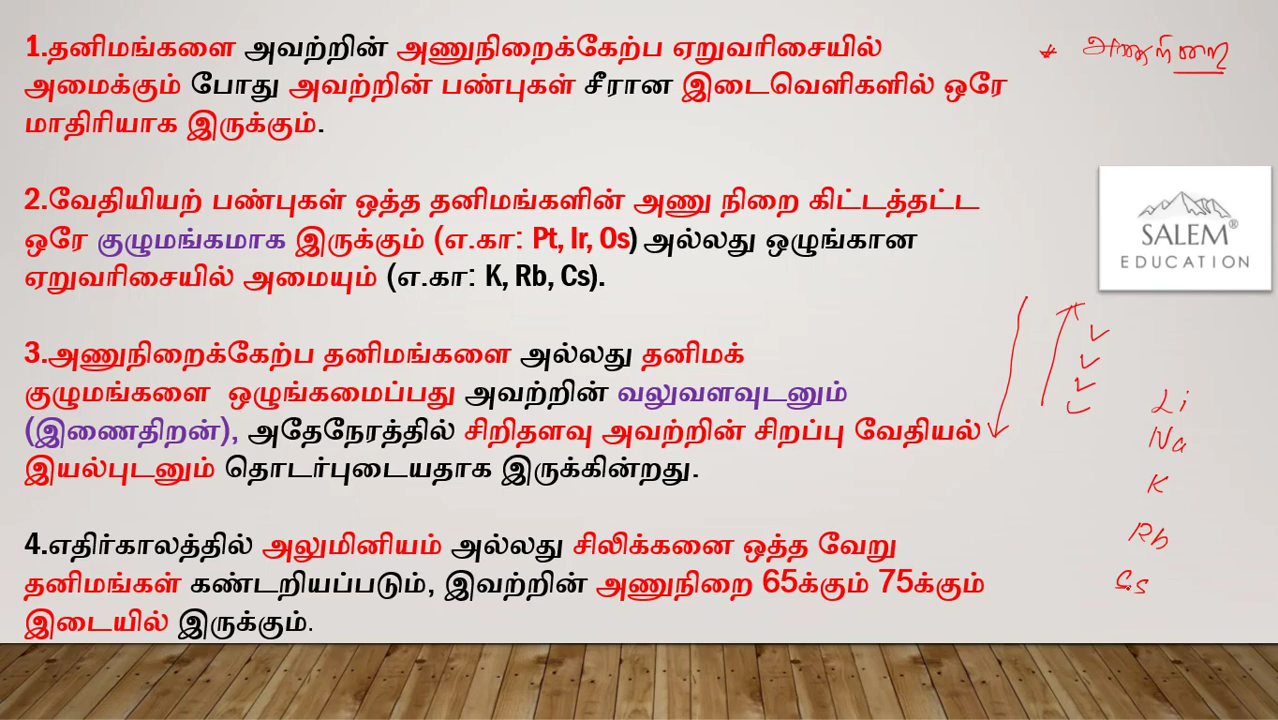 1.தனிமங்களை அவற்றின் அணுநிறைக்கேற்ப ஏறுவரிசையில்
அமைக்கும் போது அவற்றின் பண்புகள் சீரான இடைவெளிகளில் ஒரே
மாதிரியாக இருக்கும்.
* அணுநிறை
2.வேதியியற் பண்புகள் ஒத்த தனிமங்களின் அணு நிறை கிட்டத்தட்ட
ஒரே குழுமங்கமாக இருக்கும் (எ.கா: Pt, Ir, Os) அல்லது ஒழுங்கான
ஏறுவரிசையில் அமையும் (எ.கா: K, Rb, Cs).
SALEM®
EDUCATION
3.அணுநிறைக்கேற்ப தனிமங்களை அல்லது தனிமக்
குழுமங்களை ஒழுங்கமைப்பது அவற்றின் வலுவளவுடனும்
(இணைதிறன்), அதேநேரத்தில் சிறிதளவு அவற்றின் சிறப்பு வேதியல்
இயல்புடனும் தொடர்புடையதாக இருக்கின்றது.
Li
Na
K
Rb
Cs
4.எதிர்காலத்தில் அலுமினியம் அல்லது சிலிக்கனை ஒத்த வேறு
தனிமங்கள் கண்டறியப்படும், இவற்றின் அணுநிறை 65க்கும் 75க்கும்
இடையில் இருக்கும்.